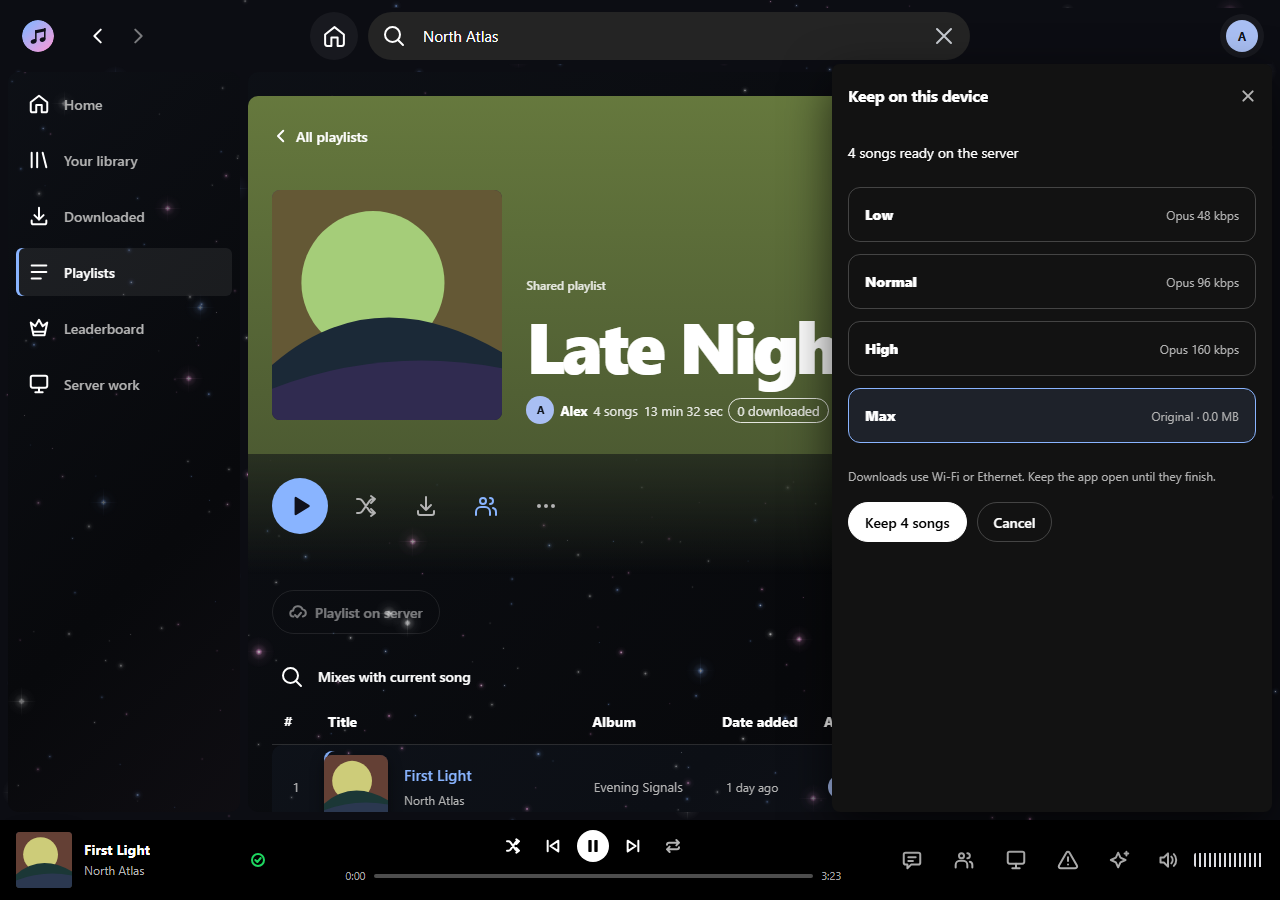 North Atlas
A
Home
Your library
Downloaded
Playlists
Leaderboard
Server work
All playlists
Shared playlist
Late Nigh
A Alex 4 songs 13 min 32 sec 0 downloaded
Playlist on server
Mixes with current song
# Title Album Date added A
1 First Light Evening Signals 1 day ago
North Atlas
Keep on this device
4 songs ready on the server
Low Opus 48 kbps
Normal Opus 96 kbps
High Opus 160 kbps
Max Original · 0.0 MB
Downloads use Wi-Fi or Ethernet. Keep the app open until they finish.
Keep 4 songs Cancel
First Light
North Atlas
0:00 3:23